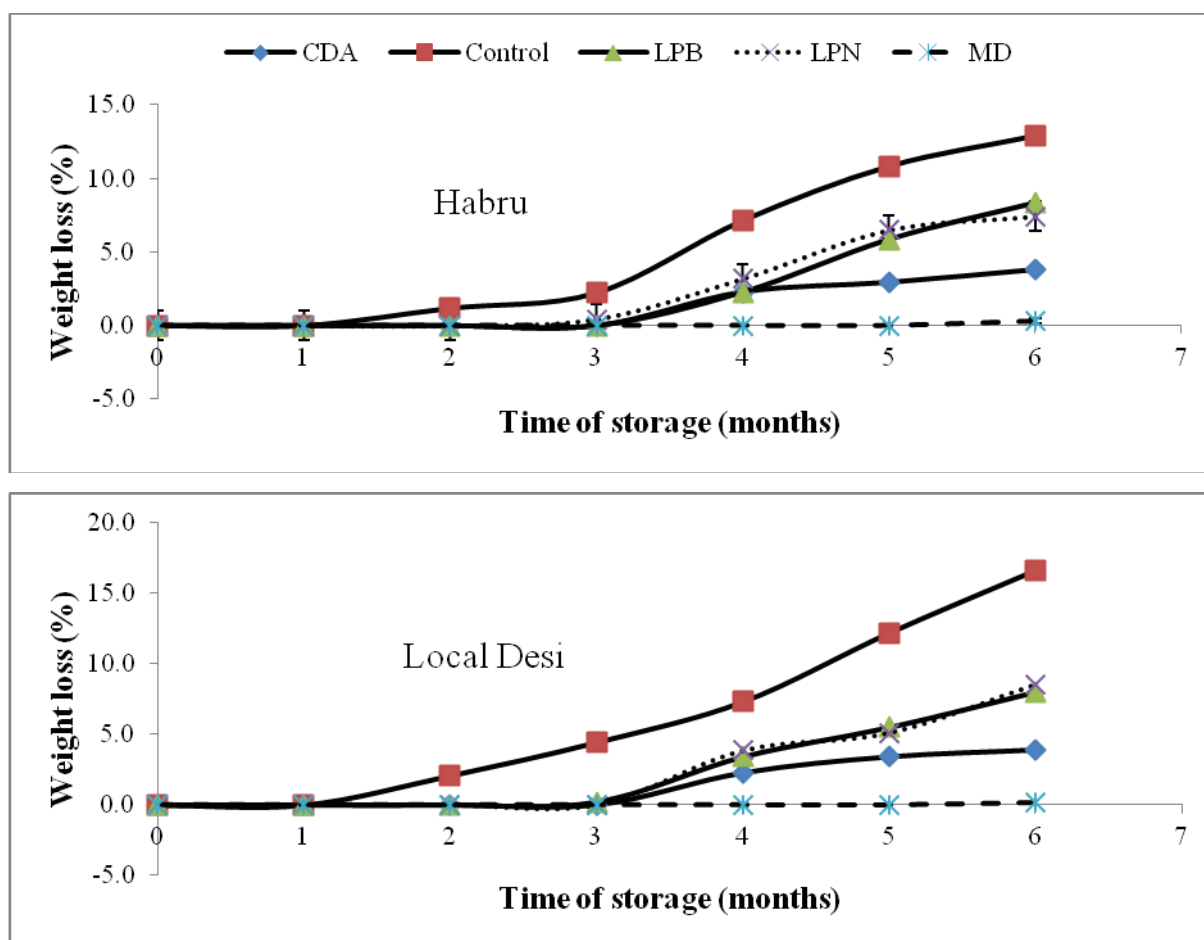 CDA Control LPB LPN MD
15.0
10.0
5.0
0.0
-5.0
Weight loss (%)
Habru
0 1 2 3 4 5 6 7
Time of storage (months)
20.0
15.0
10.0
5.0
0.0
-5.0
Weight loss (%)
Local Desi
0 1 2 3 4 5 6 7
Time of storage (months)